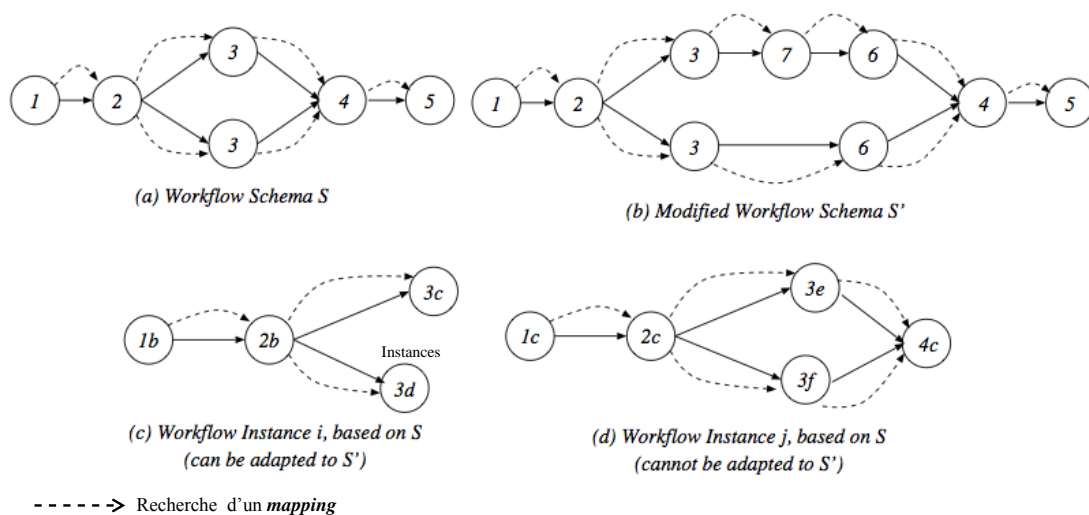 3
3
7
6
1
2
4
5
1
2
4
5
3
3
6
(a) Workflow Schema S
(b) Modified Workflow Schema S'
3c
3e
1b
2b
1c
2c
4c
Instances
3d
3f
(c) Workflow Instance i, based on S
(can be adapted to S')
(d) Workflow Instance j, based on S
(cannot be adapted to S')
Recherche d'un mapping